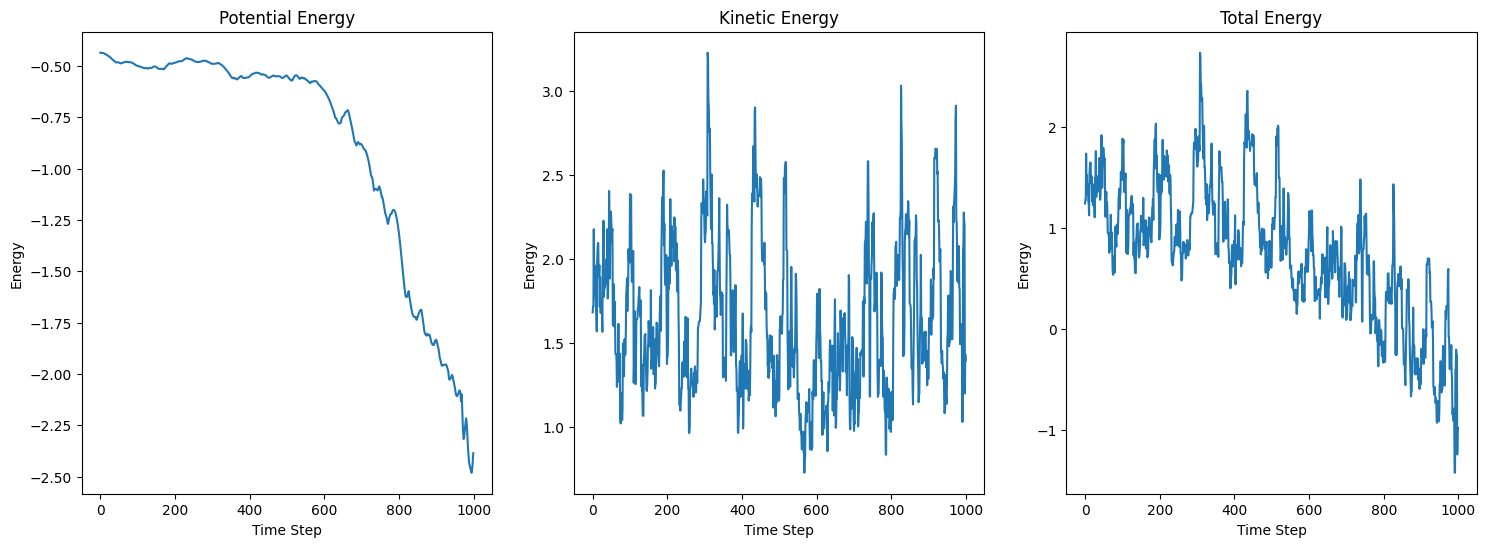 Potential Energy
Energy
−0.50
−0.75
−1.00
−1.25
−1.50
−1.75
−2.00
−2.25
−2.50
0 200 400 600 800 1000
Time Step
Kinetic Energy
Energy
3.0
2.5
2.0
1.5
1.0
0 200 400 600 800 1000
Time Step
Total Energy
Energy
2
1
0
−1
0 200 400 600 800 1000
Time Step